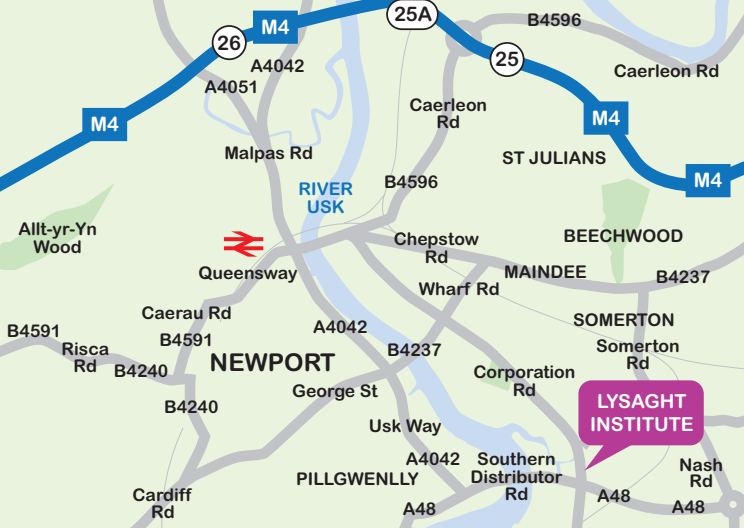 25A
B4596
M4
26
A4042
25
Caerleon Rd
A4051
Caerleon
Rd
M4
M4
Malpas Rd
ST JULIANS
B4596
M4
RIVER
USK
Allt-yr-Yn
Wood
Chepstow
Rd
BEECHWOOD
Queensway
MAINDEE
B4237
Wharf Rd
Caerau Rd
A4042
SOMERTON
B4591
B4591
Risca
Rd
B4237
Somerton
Rd
NEWPORT
B4240
George St
Corporation
Rd
B4240
LYSAGHT
INSTITUTE
Usk Way
A4042
Southern
Distributor
Rd
PILLGWENLLY
Nash
Rd
Cardiff
Rd
A48
A48
A48